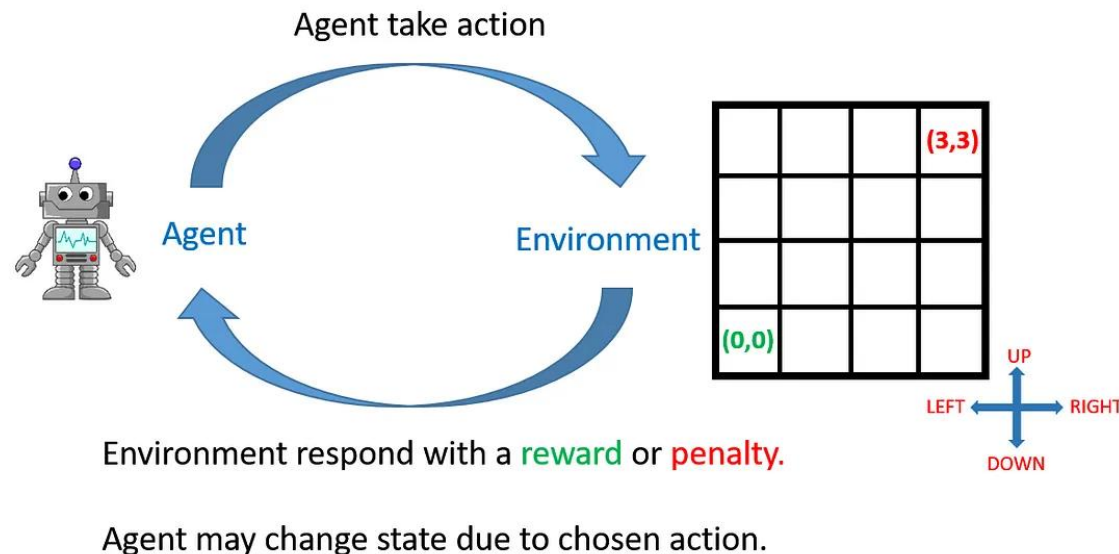 Agent take action
(3,3)
Agent
Environment
(0,0)
UP
LEFT
RIGHT
DOWN
Environment respond with a reward or penalty.
Agent may change state due to chosen action.